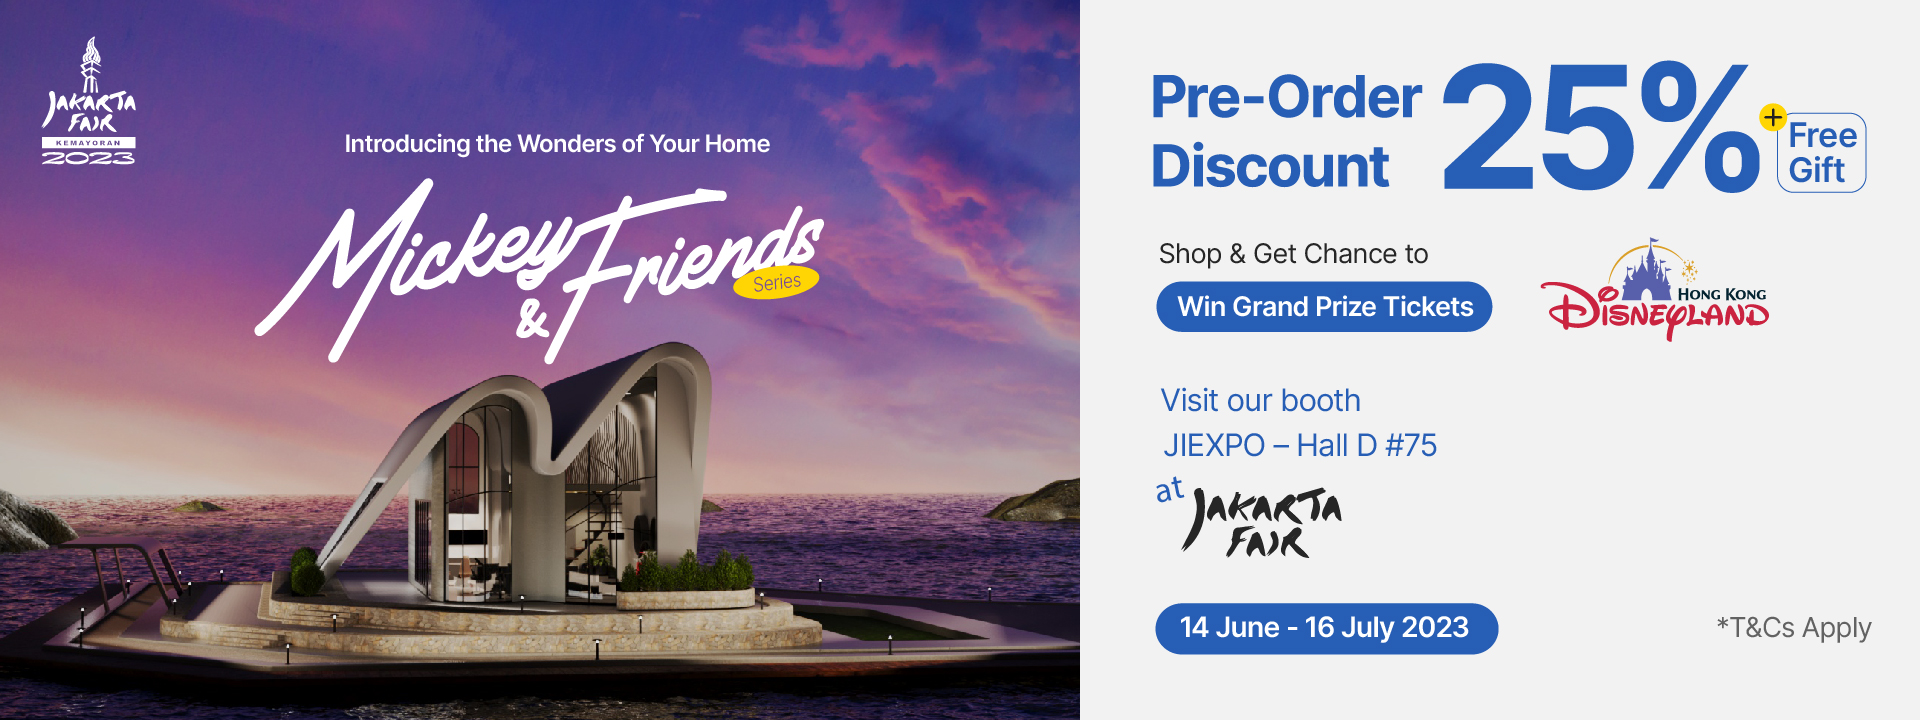 JAKARTA
FAIR
KEMAYORAN
2023
Introducing the Wonders of Your Home
Mickey
& Friends
Series
Pre-Order
Discount
25%
+
Free
Gift
Shop & Get Chance to
Win Grand Prize Tickets
HONG KONG
DISNEYLAND
Visit our booth
JIEXPO – Hall D #75
at JAKARTA
FAIR
14 June - 16 July 2023
*T&Cs Apply